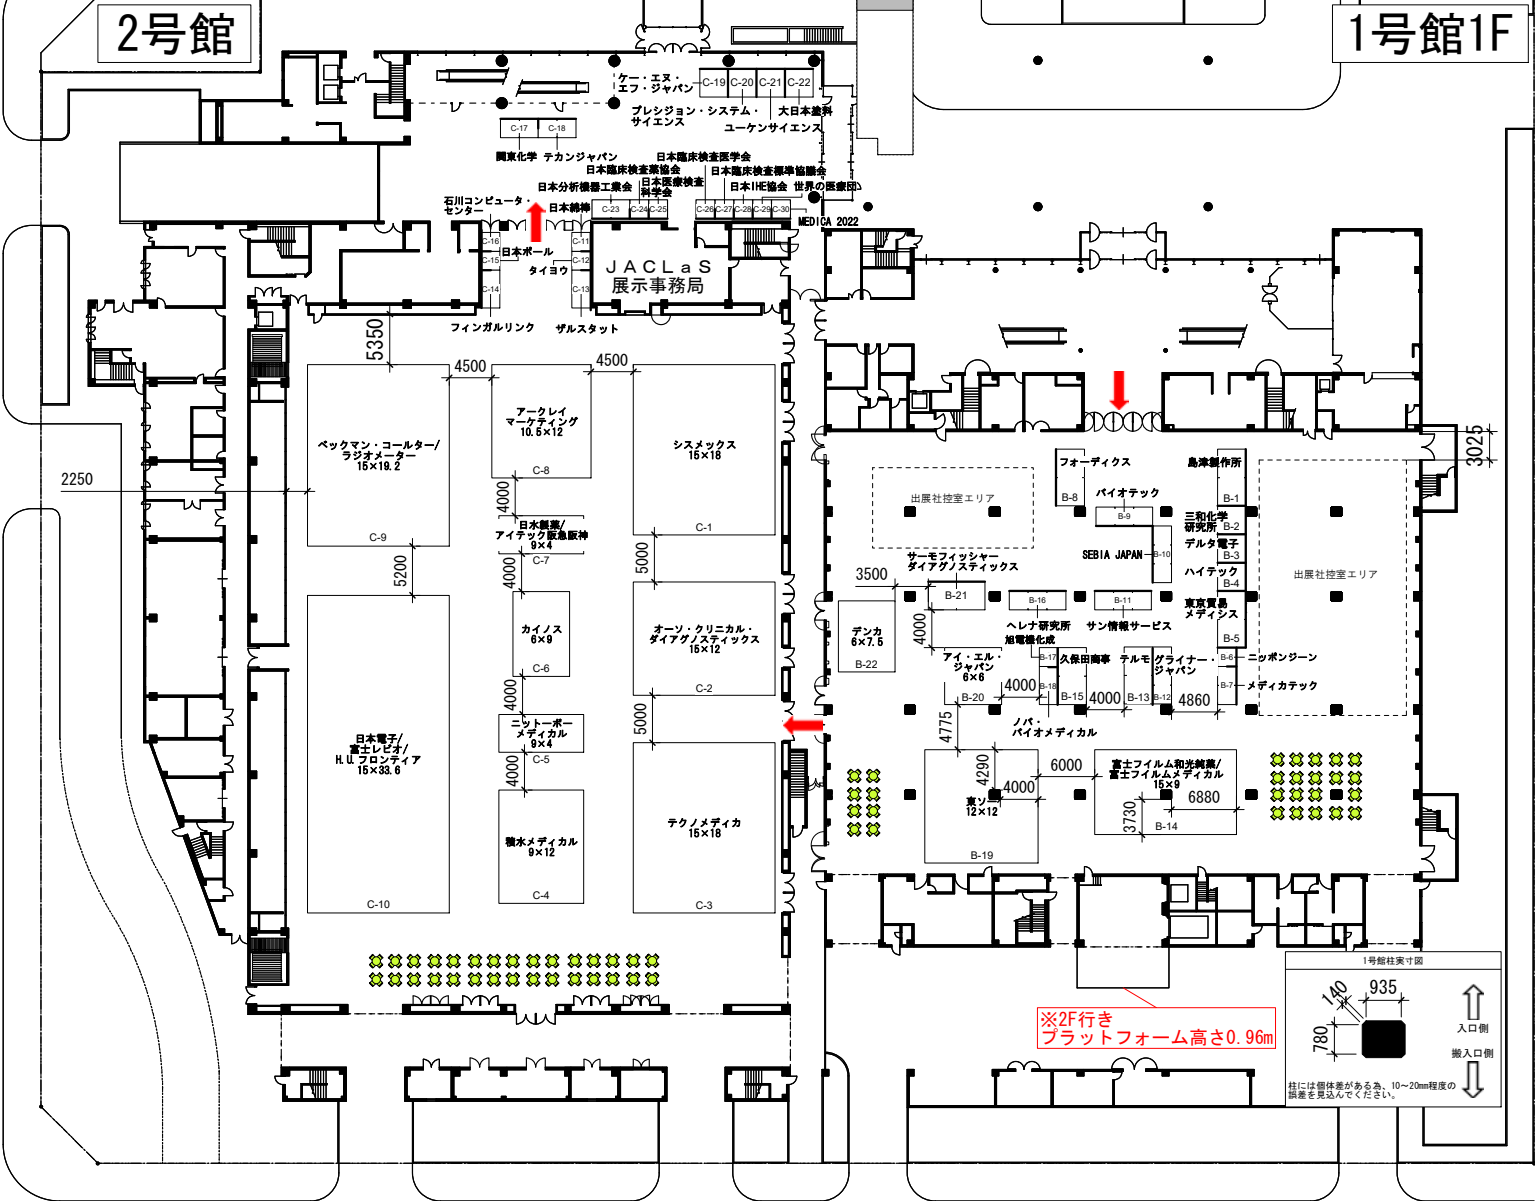 2号館
1号館1F
ケー・エヌ・
エフ・ジャパン
C-19
C-20
C-21
C-22
プレシジョン・システム・
サイエンス
大日本塗料
ユーケンサイエンス
C-17
C-18
関東化学
テカンジャパン
日本臨床検査医学会
日本臨床検査薬協会
日本臨床検査標準協議会
日本分析機器工業会
日本医療検査
科学会
日本IHE協会
世界の医療団
石川コンピュータ・
センター
日本綿棒
C-23
C-24
C-25
C-26
C-27
C-28
C-29
C-30
MEDICA 2022
C-16
C-15
C-14
日本ポール
タイヨウ
C-11
C-12
C-13
JACLaS
展示事務局
フィンガルリンク
ザルスタット
5350
4500
4500
ベックマン・コールター/
ラジオメーター
15×19.2
C-9
アークレイ
マーケティング
10.5×12
C-8
シスメックス
15×18
C-1
2250
4000
日水製薬/
アイテック阪急阪神
9×4
C-7
5200
4000
5000
カイノス
6×9
C-6
オーソ・クリニカル・
ダイアグノスティックス
15×12
C-2
4000
5000
日本電子/
富士レビオ/
H.U.フロンティア
15×33.6
C-10
ニットーボー
メディカル
9×4
C-5
4000
積水メディカル
9×12
C-4
テクノメディカ
15×18
C-3
3025
フォーディクス
B-8
島津製作所
B-1
出展社控室エリア
バイオテック
B-9
三和化学
研究所
B-2
SEBIA JAPAN
B-10
デルタ電子
B-3
ハイテック
B-4
出展社控室エリア
サーモフィッシャー
ダイアグノスティックス
3500
B-21
B-16
B-11
東京貿易
メディシス
B-5
デンカ
6×7.5
B-22
4000
ヘレナ研究所
サン情報サービス
旭電機化成
アイ・エル・
ジャパン
6×6
B-20
B-17
B-18
久保田商事
B-15
テルモ
B-13
グライナー・
ジャパン
B-12
B-6
ニッポンジーン
B-7
メディカテック
4000
4000
4860
4775
ノバ・
バイオメディカル
4290
6000
4000
東ソー
12×12
B-19
富士フイルム和光純薬/
富士フイルムメディカル
15×9
B-14
3730
6880
※2F行き
プラットフォーム高さ0.96m
1号館柱実寸図
140
935
780
入口側
搬入口側
柱には個体差がある為、10～20mm程度の
誤差を見込んでください。